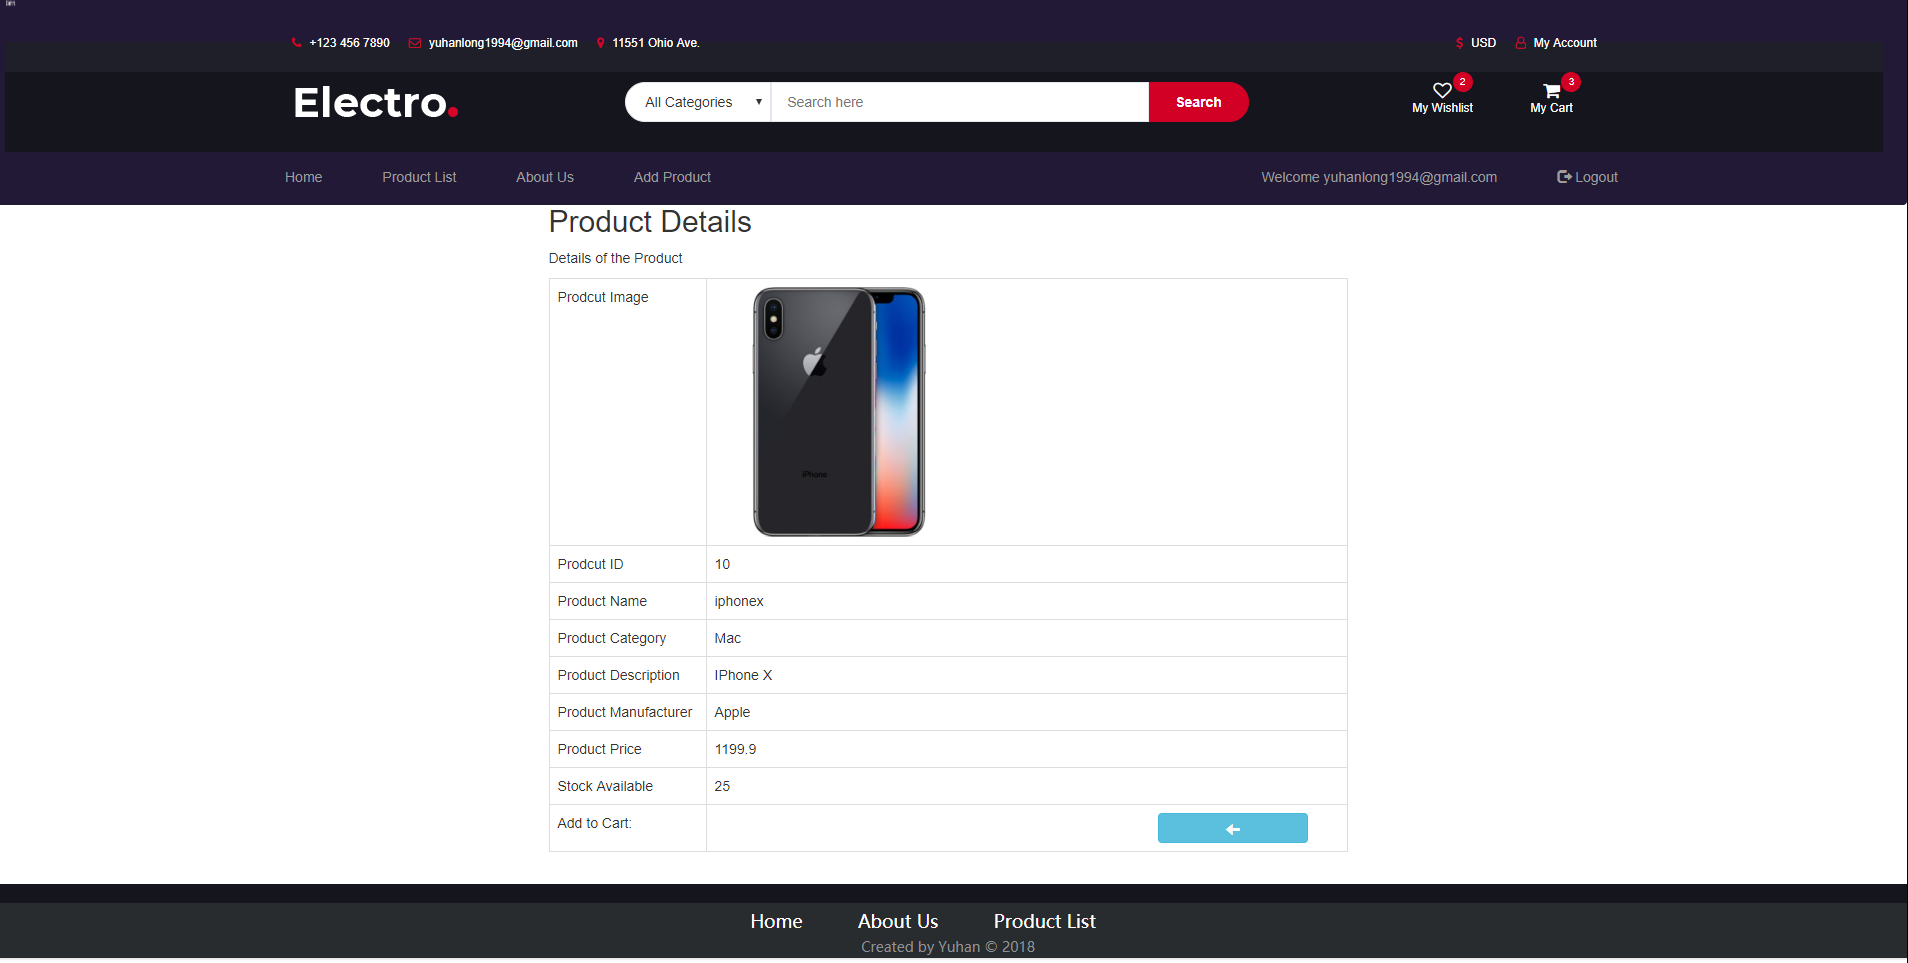 +123 456 7890 yuhanlong1994@gmail.com 11551 Ohio Ave. $ USD My Account
Electro. All Categories Search here Search 2 My Wishlist 3 My Cart
Home Product List About Us Add Product Welcome yuhanlong1994@gmail.com Logout
Product Details
Details of the Product
Prodcut Image
iPhone
Prodcut ID 10
Product Name iphonex
Product Category Mac
Product Description IPhone X
Product Manufacturer Apple
Product Price 1199.9
Stock Available 25
Add to Cart:
Home About Us Product List
Created by Yuhan © 2018